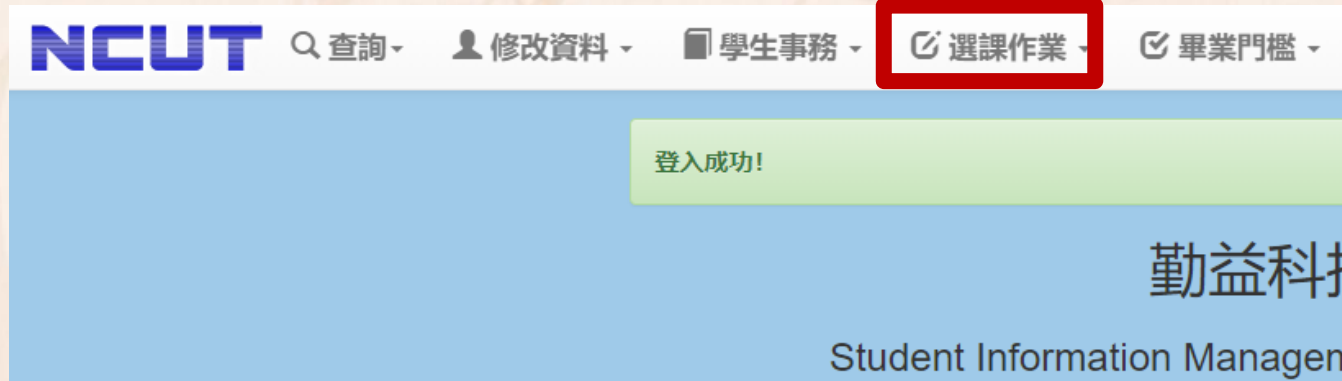 NCUT 查詢 修改資料 學生事務 選課作業 畢業門檻
登入成功!
勤益科
Student Information Manage